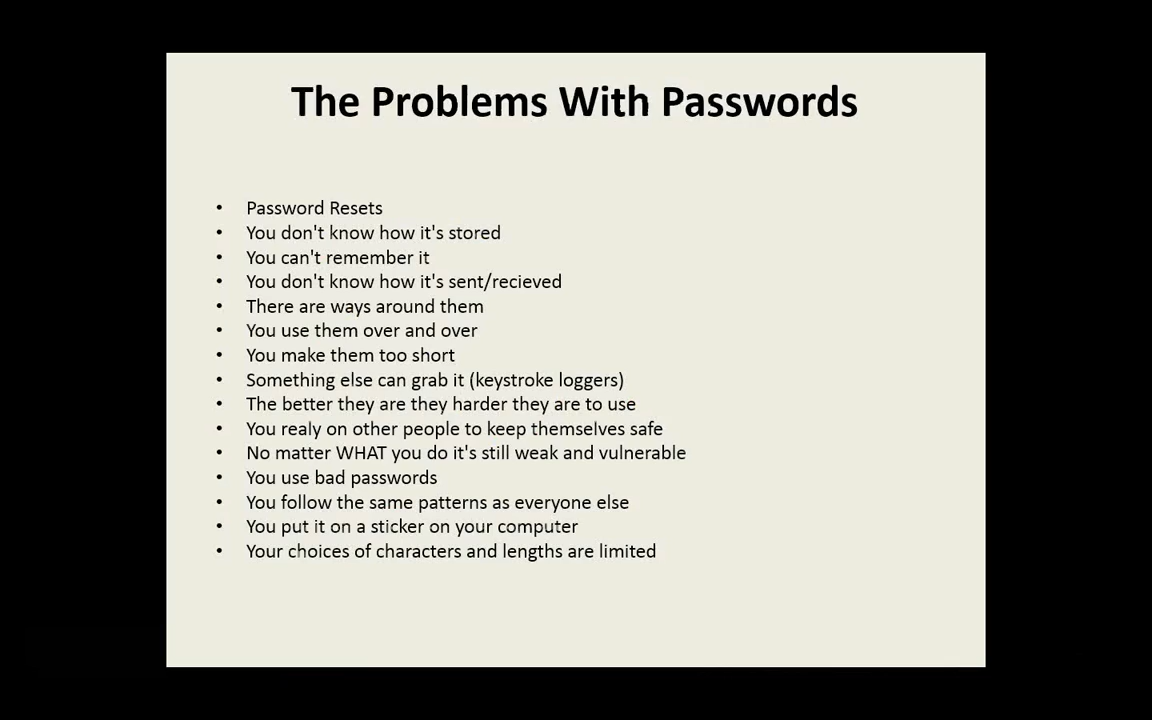 The Problems With Passwords
• Password Resets
• You don't know how it's stored
• You can't remember it
• You don't know how it's sent/recieved
• There are ways around them
• You use them over and over
• You make them too short
• Something else can grab it (keystroke loggers)
• The better they are they harder they are to use
• You realy on other people to keep themselves safe
• No matter WHAT you do it's still weak and vulnerable
• You use bad passwords
• You follow the same patterns as everyone else
• You put it on a sticker on your computer
• Your choices of characters and lengths are limited